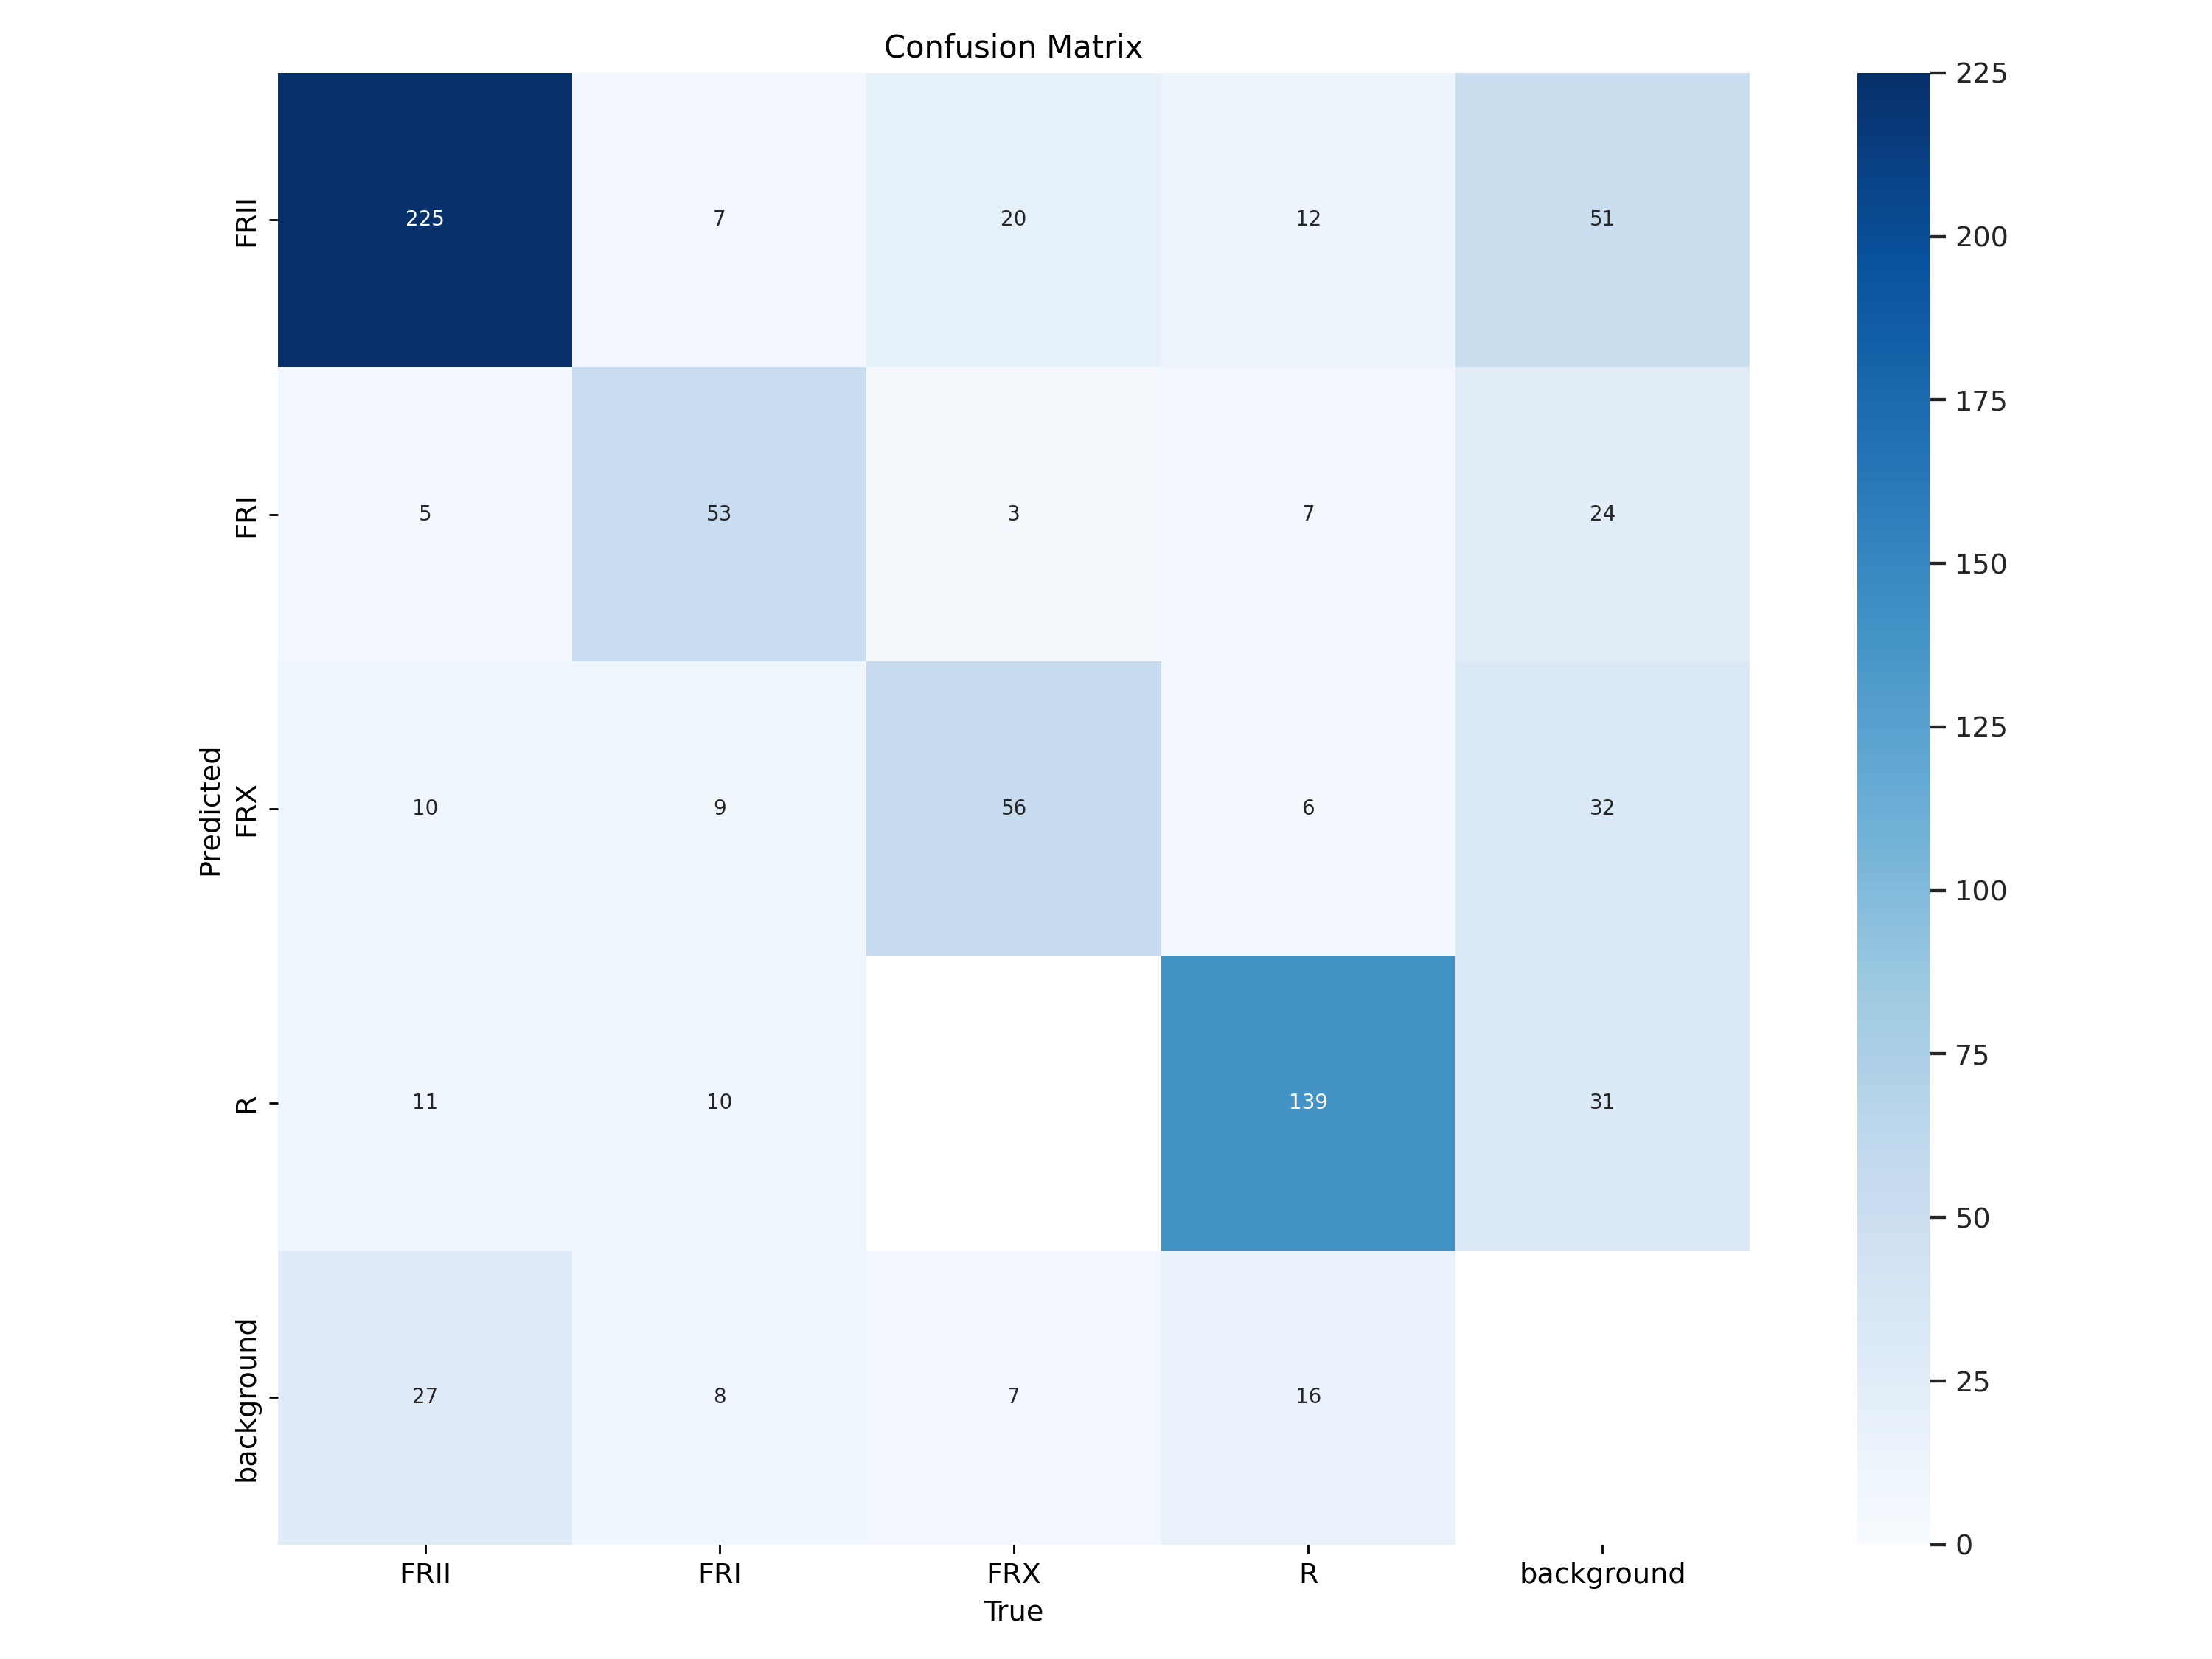 Confusion Matrix
FRII 225 7 20 12 51
FRI 5 53 3 7 24
FRX 10 9 56 6 32
R 11 10 139 31
background 27 8 7 16
Predicted
FRII FRI FRX R background
True
225
200
175
150
125
100
75
50
25
0